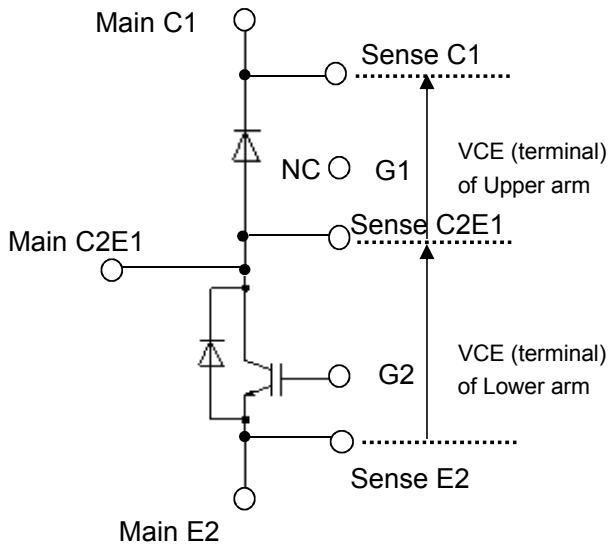 Main C1
Sense C1
NC G1
VCE (terminal)
of Upper arm
Sense C2E1
Main C2E1
G2
VCE (terminal)
of Lower arm
Sense E2
Main E2